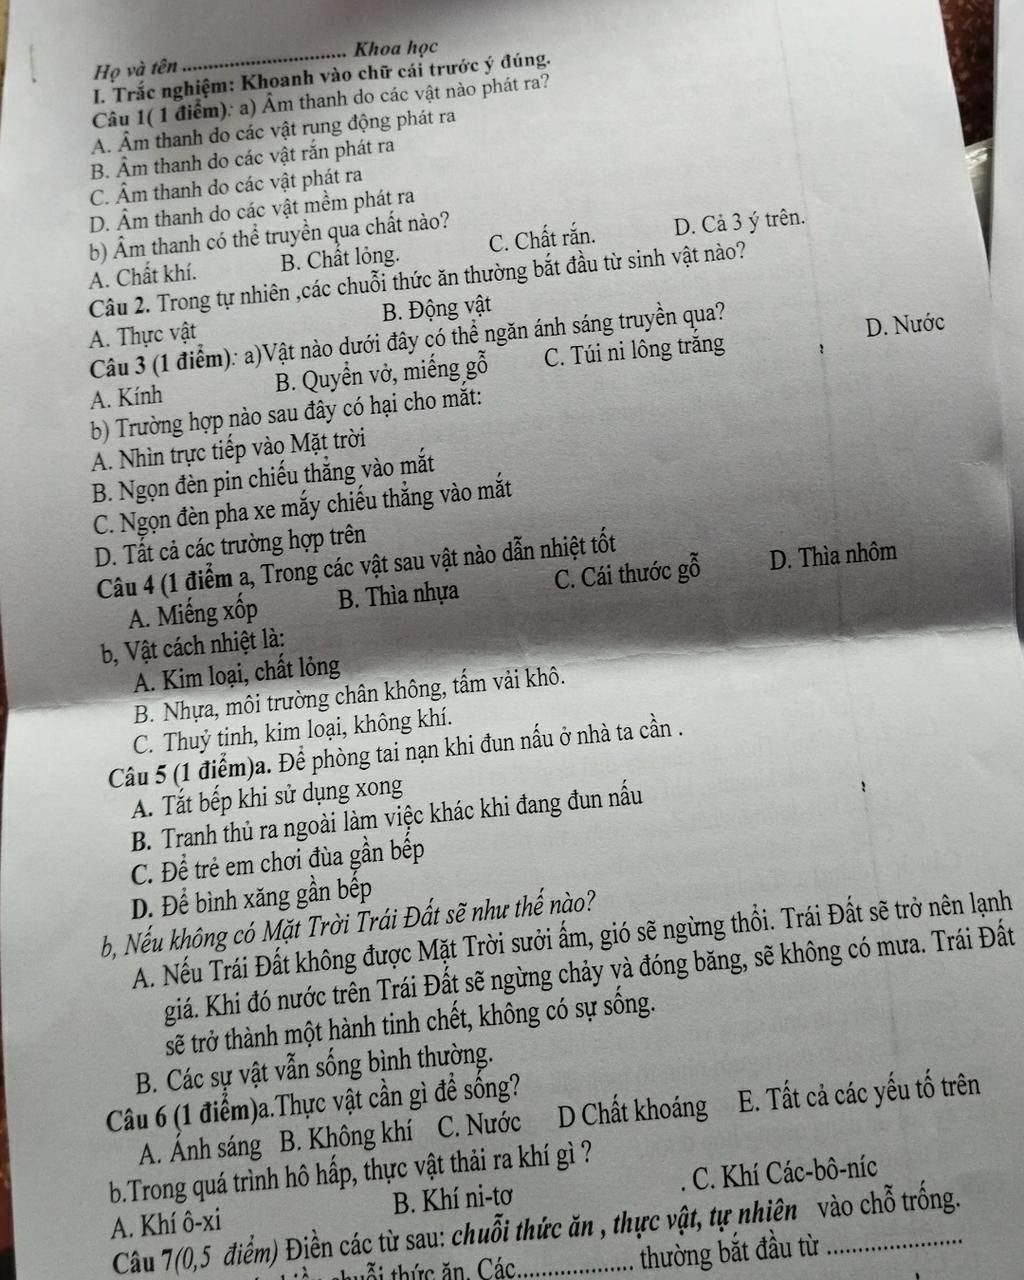 Họ và tên .............................. Khoa học
I. Trắc nghiệm: Khoanh vào chữ cái trước ý đúng.
Câu 1( 1 điểm): a) Âm thanh do các vật nào phát ra?
A. Âm thanh do các vật rung động phát ra
B. Âm thanh do các vật rắn phát ra
C. Âm thanh do các vật phát ra
D. Âm thanh do các vật mềm phát ra
b) Âm thanh có thể truyền qua chất nào?
A. Chất khí. B. Chất lỏng. C. Chất rắn. D. Cả 3 ý trên.
Câu 2. Trong tự nhiên ,các chuỗi thức ăn thường bắt đầu từ sinh vật nào?
A. Thực vật B. Động vật
Câu 3 (1 điểm): a)Vật nào dưới đây có thể ngăn ánh sáng truyền qua?
A. Kính B. Quyển vở, miếng gỗ C. Túi ni lông trắng D. Nước
b) Trường hợp nào sau đây có hại cho mắt:
A. Nhìn trực tiếp vào Mặt trời
B. Ngọn đèn pin chiếu thẳng vào mắt
C. Ngọn đèn pha xe mấy chiếu thẳng vào mắt
D. Tất cả các trường hợp trên
Câu 4 (1 điểm a, Trong các vật sau vật nào dẫn nhiệt tốt
A. Miếng xốp B. Thìa nhựa C. Cái thước gỗ D. Thìa nhôm
b, Vật cách nhiệt là:
A. Kim loại, chất lỏng
B. Nhựa, môi trường chân không, tấm vải khô.
C. Thuỷ tinh, kim loại, không khí.
Câu 5 (1 điểm)a. Để phòng tai nạn khi đun nấu ở nhà ta cần .
A. Tắt bếp khi sử dụng xong
B. Tranh thủ ra ngoài làm việc khác khi đang đun nấu
C. Để trẻ em chơi đùa gần bếp
D. Để bình xăng gần bếp
b, Nếu không có Mặt Trời Trái Đất sẽ như thế nào?
A. Nếu Trái Đất không được Mặt Trời sưởi ấm, gió sẽ ngừng thổi. Trái Đất sẽ trở nên lạnh
giá. Khi đó nước trên Trái Đất sẽ ngừng chảy và đóng băng, sẽ không có mưa. Trái Đất
sẽ trở thành một hành tinh chết, không có sự sống.
B. Các sự vật vẫn sống bình thường.
Câu 6 (1 điểm)a.Thực vật cần gì để sống?
A. Ánh sáng B. Không khí C. Nước D Chất khoáng E. Tất cả các yếu tố trên
b.Trong quá trình hô hấp, thực vật thải ra khí gì ?
A. Khí ô-xi B. Khí ni-tơ . C. Khí Các-bô-níc
Câu 7(0,5 điểm) Điền các từ sau: chuỗi thức ăn , thực vật, tự nhiên vào chỗ trống.
chuỗi thức ăn. Các.................. thường bắt đầu từ .....................